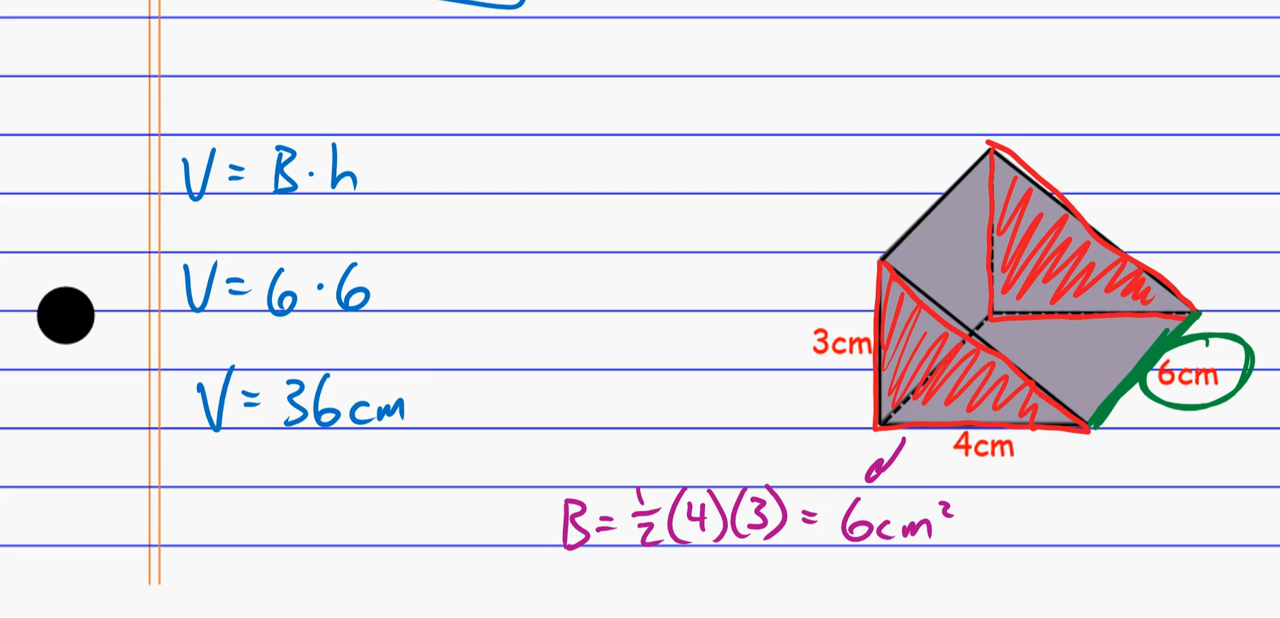 V = B · h
V = 6 · 6
V = 36cm
3cm
6cm
4cm
B = 1/2 (4)(3) = 6cm²